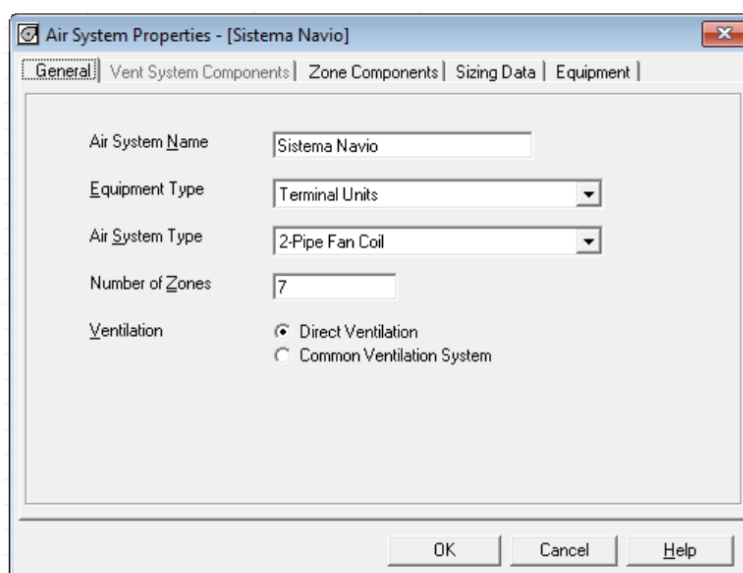 Air System Properties - [Sistema Navio]
General Vent System Components Zone Components Sizing Data Equipment
Air System Name Sistema Navio
Equipment Type Terminal Units
Air System Type 2-Pipe Fan Coil
Number of Zones 7
Ventilation Direct Ventilation
Common Ventilation System
OK Cancel Help